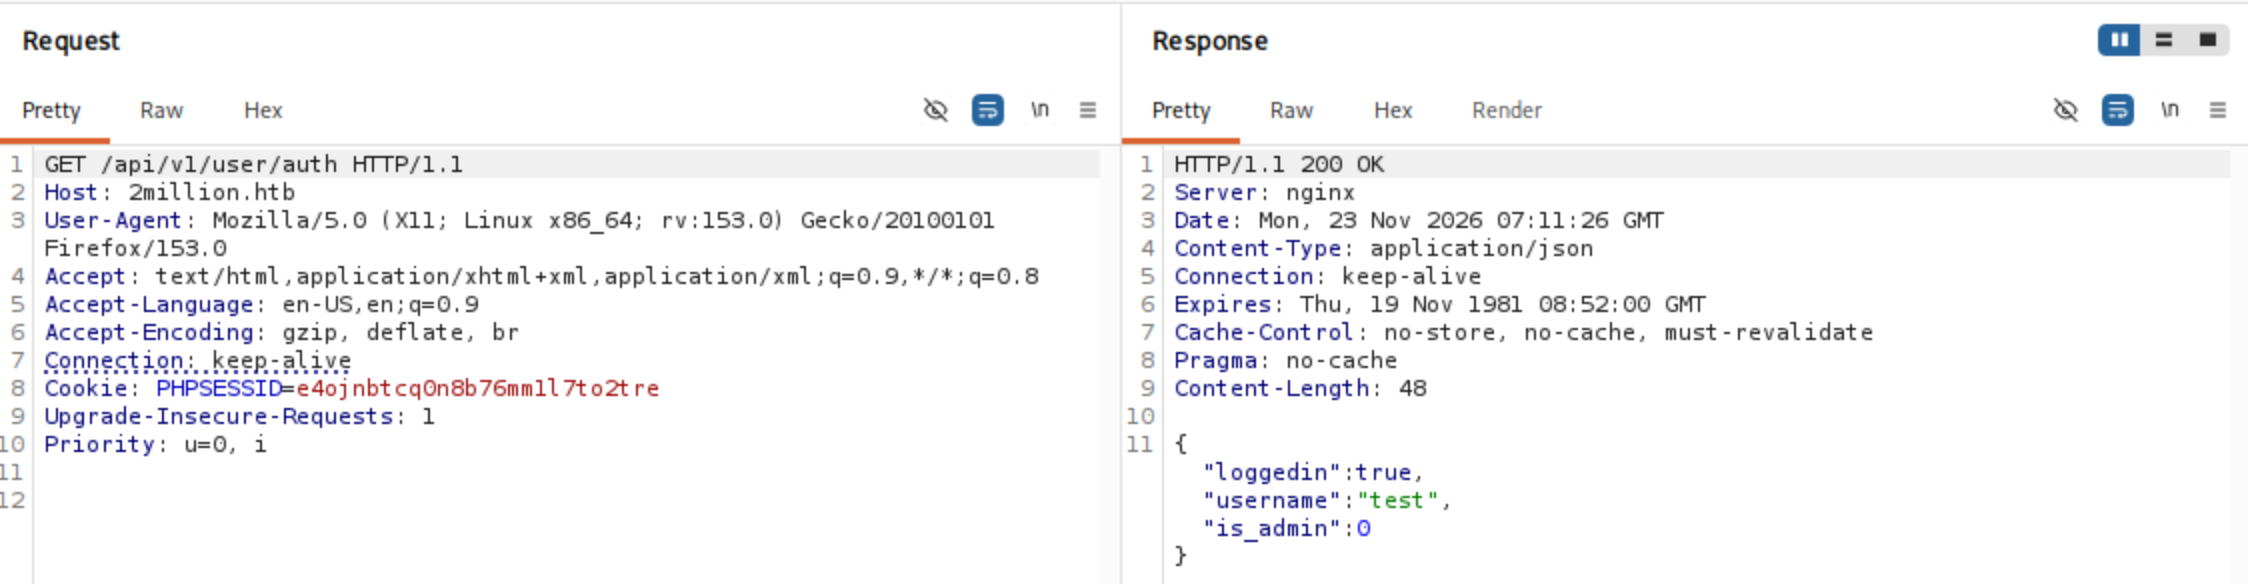 Request
Pretty Raw Hex \n
1 GET /api/v1/user/auth HTTP/1.1
2 Host: 2million.htb
3 User-Agent: Mozilla/5.0 (X11; Linux x86_64; rv:153.0) Gecko/20100101
Firefox/153.0
4 Accept: text/html,application/xhtml+xml,application/xml;q=0.9,*/*;q=0.8
5 Accept-Language: en-US,en;q=0.9
6 Accept-Encoding: gzip, deflate, br
7 Connection: keep-alive
8 Cookie: PHPSESSID=e4ojnbtcq0n8b76mm1l7to2tre
9 Upgrade-Insecure-Requests: 1
10 Priority: u=0, i
11
12
Response
Pretty Raw Hex Render \n
1 HTTP/1.1 200 OK
2 Server: nginx
3 Date: Mon, 23 Nov 2026 07:11:26 GMT
4 Content-Type: application/json
5 Connection: keep-alive
6 Expires: Thu, 19 Nov 1981 08:52:00 GMT
7 Cache-Control: no-store, no-cache, must-revalidate
8 Pragma: no-cache
9 Content-Length: 48
10
11 {
"loggedin":true,
"username":"test",
"is_admin":0
}